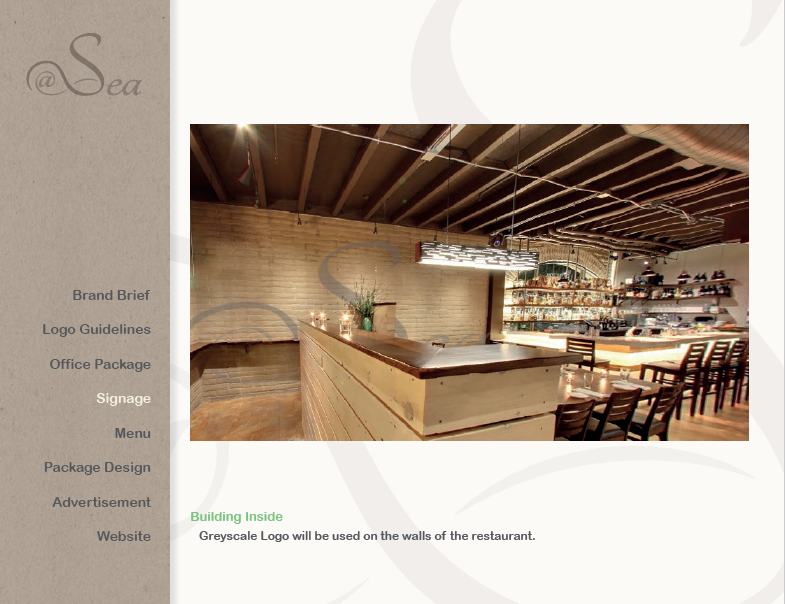 @Sea
Brand Brief
Logo Guidelines
Office Package
Signage
Menu
Package Design
Advertisement
Website
Building Inside
Greyscale Logo will be used on the walls of the restaurant.